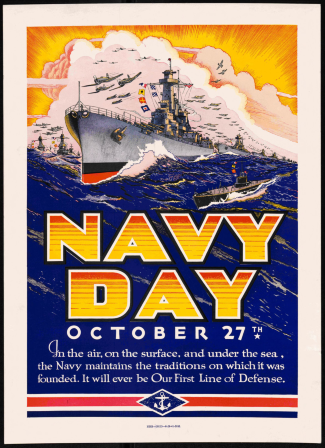 NAVY
DAY
OCTOBER 27TH
In the air, on the surface, and under the sea,
the Navy maintains the traditions on which it was
founded. It will ever be Our First Line of Defense.